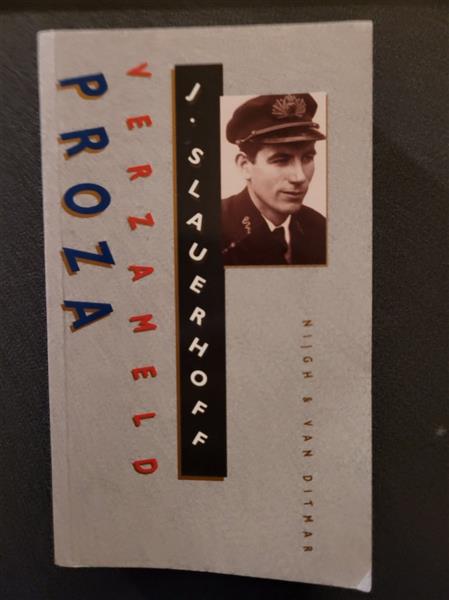 J. SLAUERHOFF
VERZAMELD
PROZA
NIJGH & VAN DITMAR